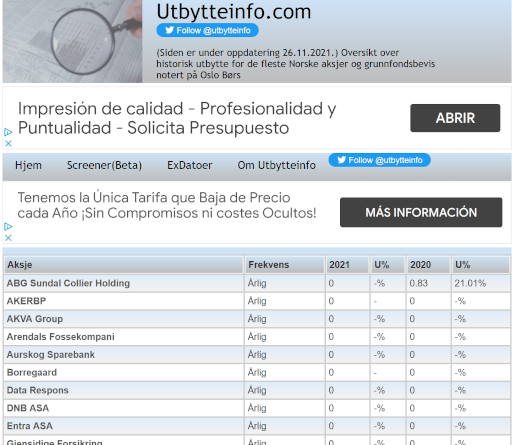 Utbytteinfo.com
Follow @utbytteinfo
(Siden er under oppdatering 26.11.2021.) Oversikt over
historisk utbytte for de fleste Norske aksjer og grunnfondsbevis
notert på Oslo Børs
Impresión de calidad - Profesionalidad y
Puntualidad - Solicita Presupuesto
ABRIR
Hjem Screener(Beta) ExDatoer Om Utbytteinfo Follow @utbytteinfo
Tenemos la Única Tarifa que Baja de Precio
cada Año ¡Sin Compromisos ni costes Ocultos!
MÁS INFORMACIÓN
Aksje Frekvens 2021 U% 2020 U%
ABG Sundal Collier Holding Årlig 0 -% 0.83 21.01%
AKERBP Årlig 0 - 0 -%
AKVA Group Årlig 0 -% 0 -%
Arendals Fossekompani Årlig 0 -% 0 -%
Aurskog Sparebank Årlig 0 -% 0 -%
Borregaard Årlig 0 - 0 -%
Data Respons Årlig 0 -% 0 -%
DNB ASA Årlig 0 -% 0 -%
Entra ASA Årlig 0 -% 0 -%
Gjensidige Forsikring Årlig 0 -% 0 -%